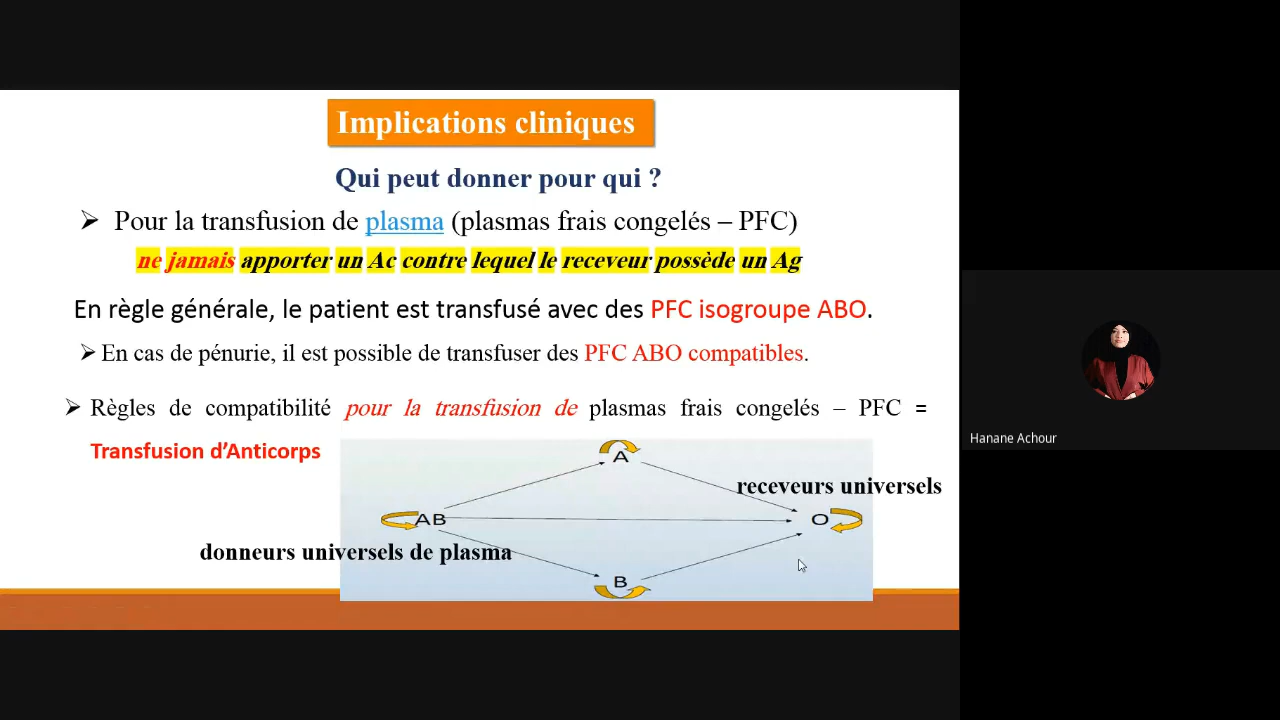 Implications cliniques
Qui peut donner pour qui ?
➢ Pour la transfusion de plasma (plasmas frais congelés – PFC)
ne jamais apporter un Ac contre lequel le receveur possède un Ag
En règle générale, le patient est transfusé avec des PFC isogroupe ABO.
➢ En cas de pénurie, il est possible de transfuser des PFC ABO compatibles.
➢ Règles de compatibilité pour la transfusion de plasmas frais congelés – PFC =
Transfusion d’Anticorps
A
receveurs universels
AB
O
donneurs universels de plasma
B
Hanane Achour